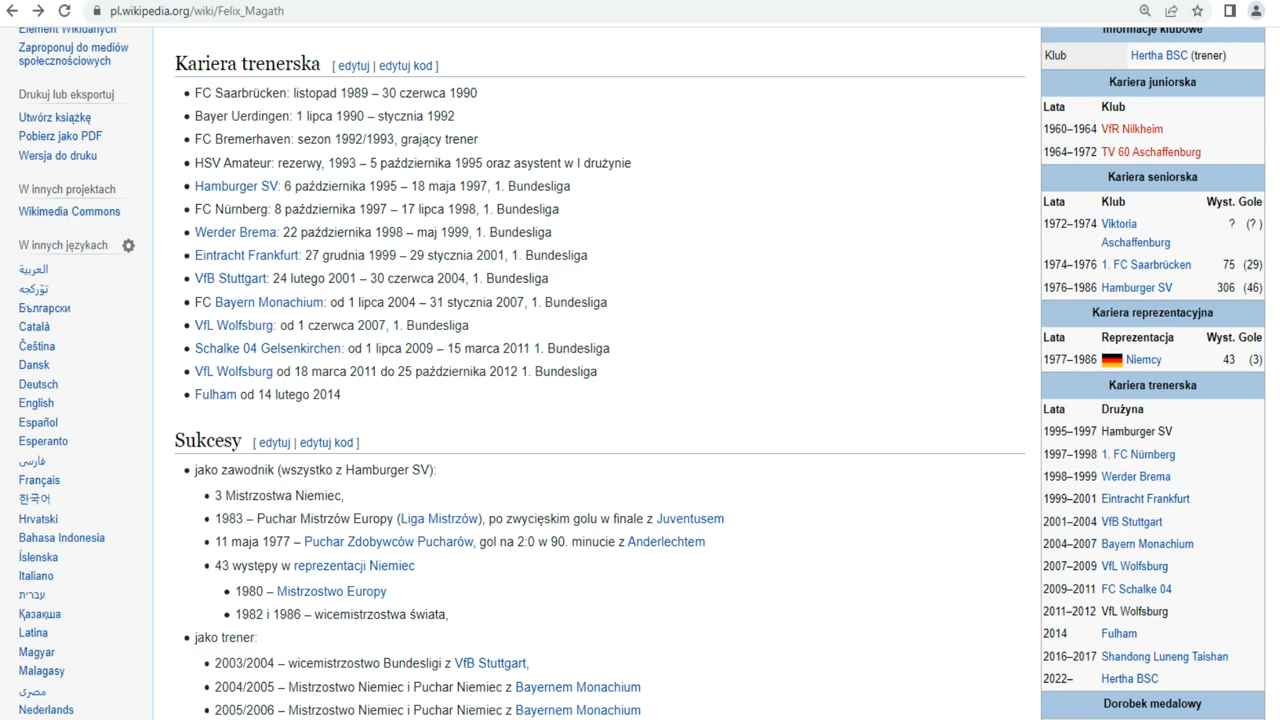 pl.wikipedia.org/wiki/Felix_Magath
Element Wikidanych
Zaproponuj do mediów
społecznościowych
Drukuj lub eksportuj
Utwórz książkę
Pobierz jako PDF
Wersja do druku
W innych projektach
Wikimedia Commons
W innych językach
العربية
تۆرکجه
Български
Català
Čeština
Dansk
Deutsch
English
Español
Esperanto
فارسی
Français
한국어
Hrvatski
Bahasa Indonesia
Íslenska
Italiano
עברית
Қазақша
Latina
Magyar
Malagasy
مصرى
Nederlands
Kariera trenerska [ edytuj | edytuj kod ]
FC Saarbrücken: listopad 1989 – 30 czerwca 1990
Bayer Uerdingen: 1 lipca 1990 – stycznia 1992
FC Bremerhaven: sezon 1992/1993, grający trener
HSV Amateur: rezerwy, 1993 – 5 października 1995 oraz asystent w I drużynie
Hamburger SV: 6 października 1995 – 18 maja 1997, 1. Bundesliga
FC Nürnberg: 8 października 1997 – 17 lipca 1998, 1. Bundesliga
Werder Brema: 22 października 1998 – maj 1999, 1. Bundesliga
Eintracht Frankfurt: 27 grudnia 1999 – 29 stycznia 2001, 1. Bundesliga
VfB Stuttgart: 24 lutego 2001 – 30 czerwca 2004, 1. Bundesliga
FC Bayern Monachium: od 1 lipca 2004 – 31 stycznia 2007, 1. Bundesliga
VfL Wolfsburg: od 1 czerwca 2007, 1. Bundesliga
Schalke 04 Gelsenkirchen: od 1 lipca 2009 – 15 marca 2011 1. Bundesliga
VfL Wolfsburg od 18 marca 2011 do 25 października 2012 1. Bundesliga
Fulham od 14 lutego 2014
Sukcesy [ edytuj | edytuj kod ]
jako zawodnik (wszystko z Hamburger SV):
3 Mistrzostwa Niemiec,
1983 – Puchar Mistrzów Europy (Liga Mistrzów), po zwycięskim golu w finale z Juventusem
11 maja 1977 – Puchar Zdobywców Pucharów, gol na 2:0 w 90. minucie z Anderlechtem
43 występy w reprezentacji Niemiec
1980 – Mistrzostwo Europy
1982 i 1986 – wicemistrzostwa świata,
jako trener:
2003/2004 – wicemistrzostwo Bundesligi z VfB Stuttgart,
2004/2005 – Mistrzostwo Niemiec i Puchar Niemiec z Bayernem Monachium
2005/2006 – Mistrzostwo Niemiec i Puchar Niemiec z Bayernem Monachium
Informacje klubowe
Klub Hertha BSC (trener)
Kariera juniorska
Lata Klub
1960–1964 VfR Nilkheim
1964–1972 TV 60 Aschaffenburg
Kariera seniorska
Lata Klub Wyst. Gole
1972–1974 Viktoria ? (? )
Aschaffenburg
1974–1976 1. FC Saarbrücken 75 (29)
1976–1986 Hamburger SV 306 (46)
Kariera reprezentacyjna
Lata Reprezentacja Wyst. Gole
1977–1986 Niemcy 43 (3)
Kariera trenerska
Lata Drużyna
1995–1997 Hamburger SV
1997–1998 1. FC Nürnberg
1998–1999 Werder Brema
1999–2001 Eintracht Frankfurt
2001–2004 VfB Stuttgart
2004–2007 Bayern Monachium
2007–2009 VfL Wolfsburg
2009–2011 FC Schalke 04
2011–2012 VfL Wolfsburg
2014 Fulham
2016–2017 Shandong Luneng Taishan
2022– Hertha BSC
Dorobek medalowy